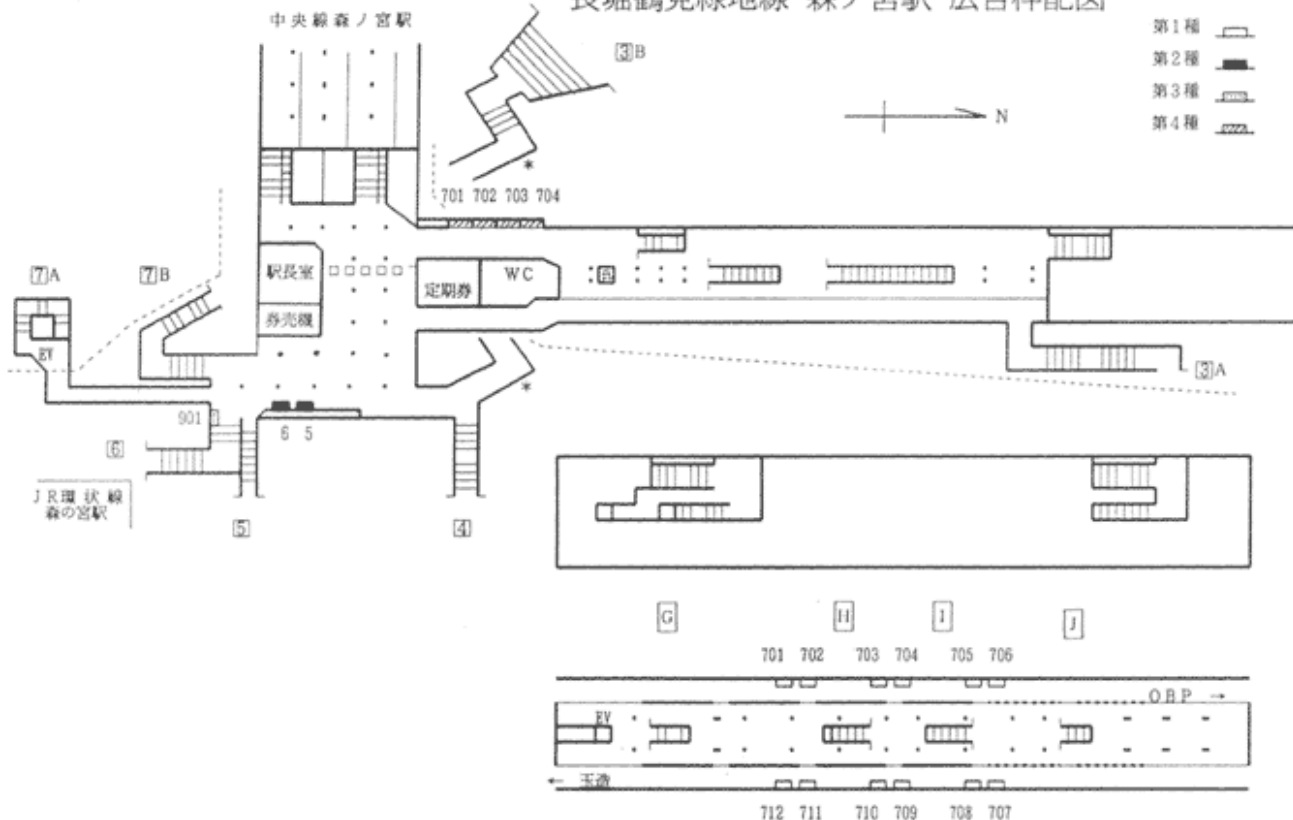 長堀鶴見緑地線 森ノ宮駅 広告枠配図
中央線森ノ宮駅
3B
第1種
第2種
第3種
第4種
N
*
701 702 703 704
7A
7B
駅長室
定期券
WC
券売機
EV
3A
*
901
6 5
6
JR環状線
森の宮駅
5
4
G H I J
701 702 703 704 705 706
OBP →
EV
← 玉造
712 711 710 709 708 707